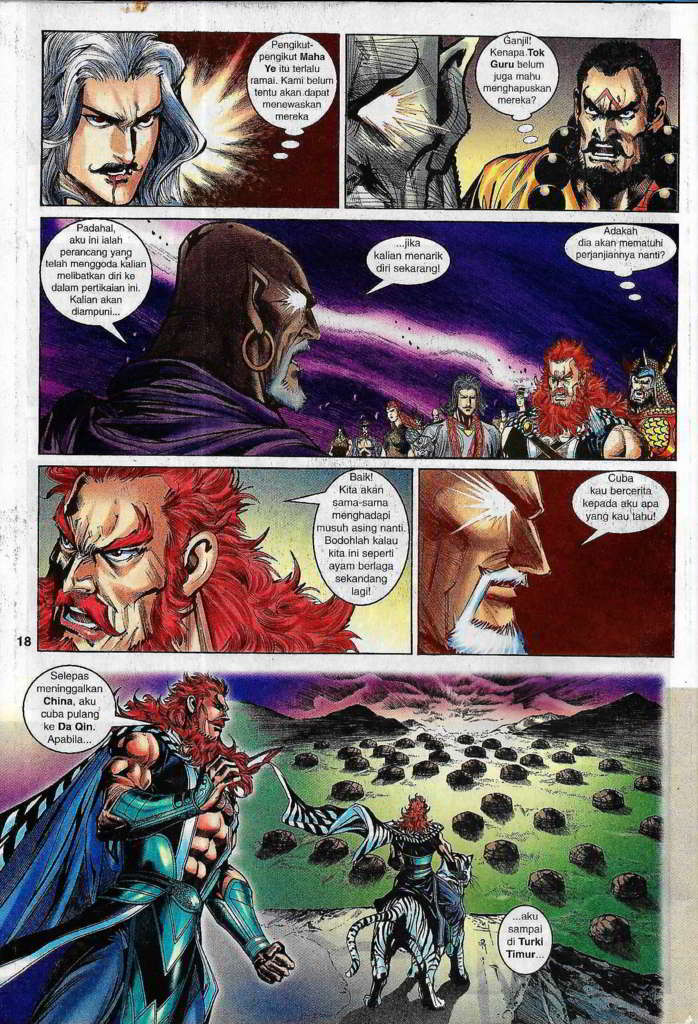 Pengikut-
pengikut Maha
Ye itu terlalu
ramai. Kami belum
tentu akan dapat
menewaskan
mereka
Ganjil!
Kenapa Tok
Guru belum
juga mahu
menghapuskan
mereka?
Padahal,
aku ini ialah
perancang yang
telah menggoda kalian
melibatkan diri ke
dalam pertikaian ini.
Kalian akan
diampuni...
...jika
kalian menarik
diri sekarang!
Adakah
dia akan mematuhi
perjanjiannya nanti?
Baik!
Kita akan
sama-sama
menghadapi
musuh asing nanti.
Bodohlah kalau
kita ini seperti
ayam berlaga
sekandang
lagi!
Cuba
kau bercerita
kepada aku apa
yang kau tahu!
18
Selepas
meninggalkan
China, aku
cuba pulang
ke Da Qin.
Apabila...
...aku
sampai
di Turki
Timur...